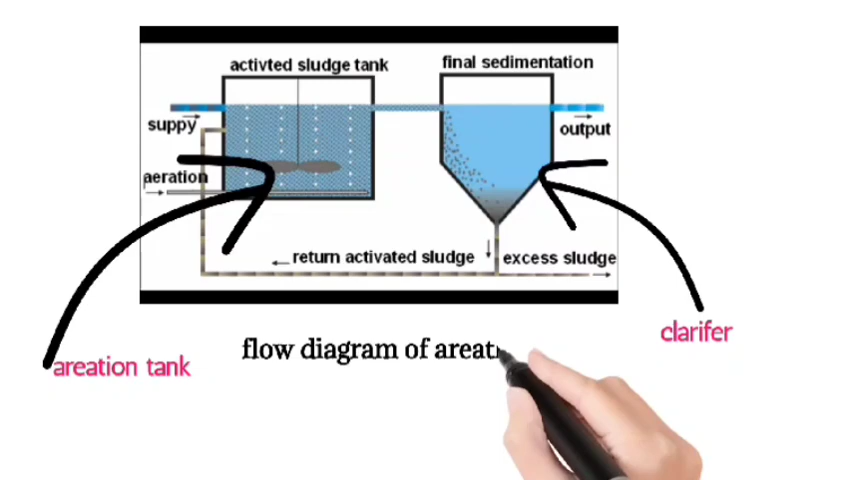 activted sludge tank
final sedimentation
suppy
output
aeration
return activated sludge
excess sludge
clarifer
areation tank
flow diagram of areat